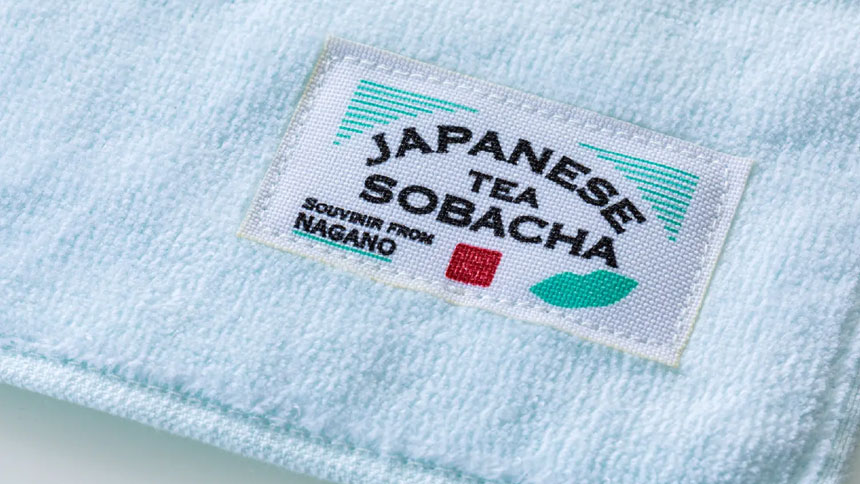 JAPANESE
TEA
SOBACHA
SOUVINIR FROM
NAGANO